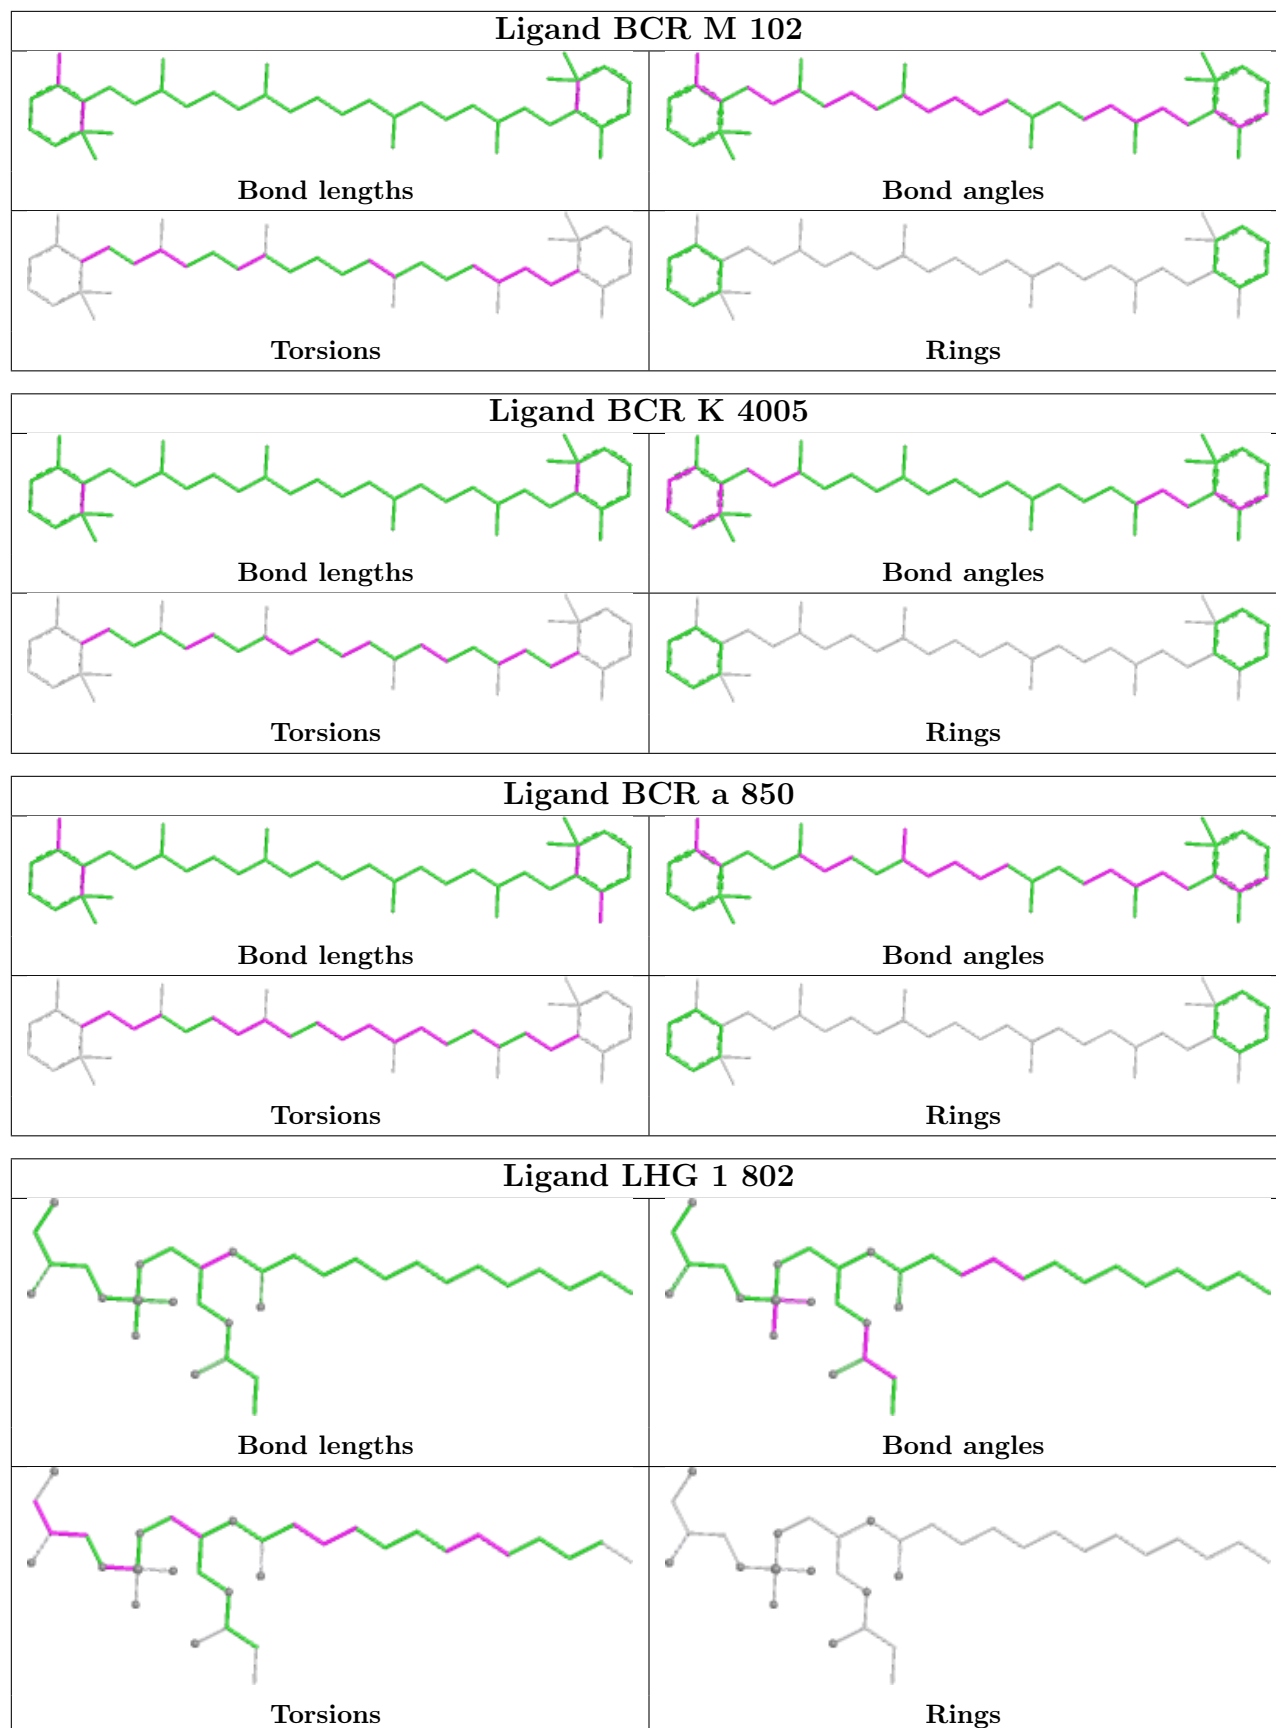 Ligand BCR M 102
Bond lengths
Bond angles
Torsions
Rings
Ligand BCR K 4005
Bond lengths
Bond angles
Torsions
Rings
Ligand BCR a 850
Bond lengths
Bond angles
Torsions
Rings
Ligand LHG 1 802
Bond lengths
Bond angles
Torsions
Rings